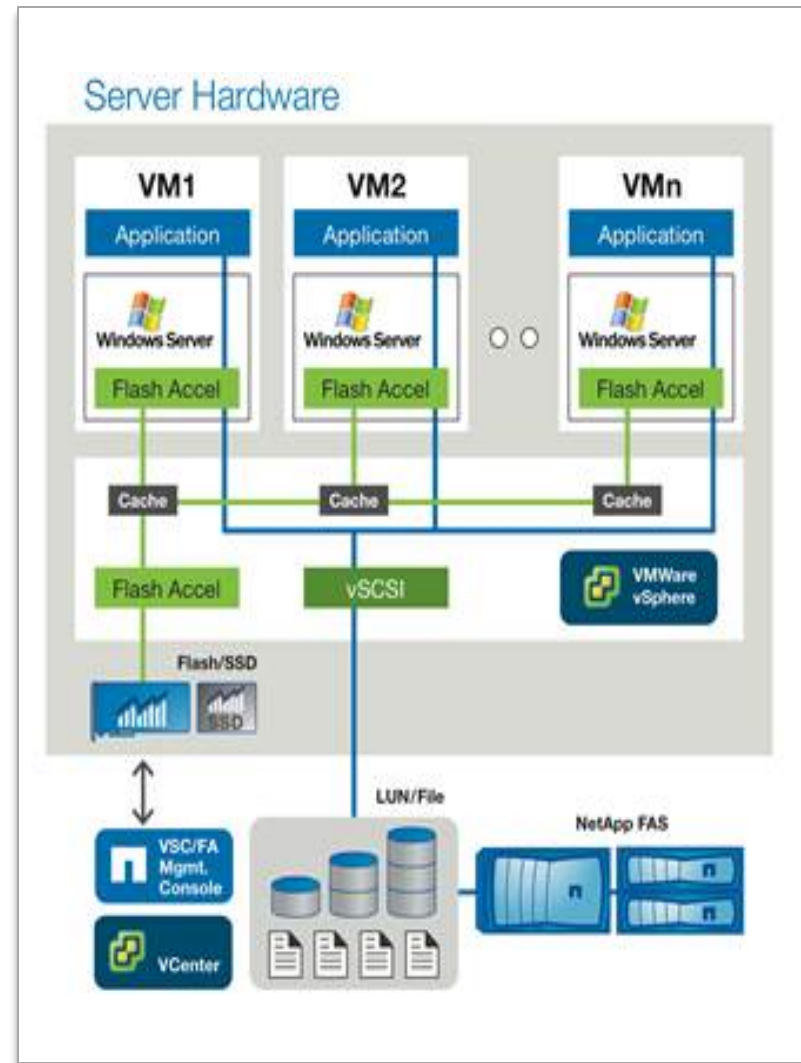 Server Hardware
VM1
VM2
VMn
Application
Application
Application
Windows Server
Windows Server
Windows Server
Flash Accel
Flash Accel
Flash Accel
Cache
Cache
Cache
Flash Accel
vSCSI
VMWare
vSphere
Flash/SSD
SSD
LUN/File
NetApp FAS
VSC/FA
Mgmt.
Console
VCenter